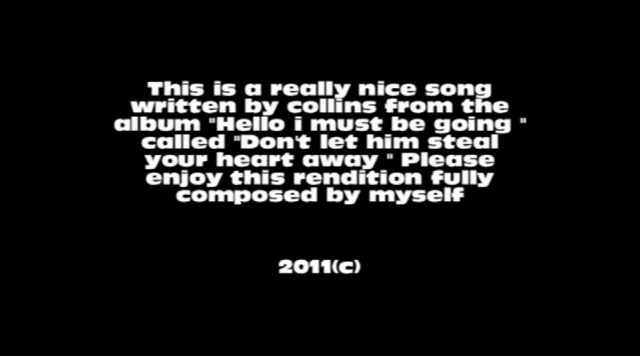 This is a really nice song
written by collins from the
album "Hello i must be going "
called "Don't let him steal
your heart away " Please
enjoy this rendition fully
composed by myself
2011(c)